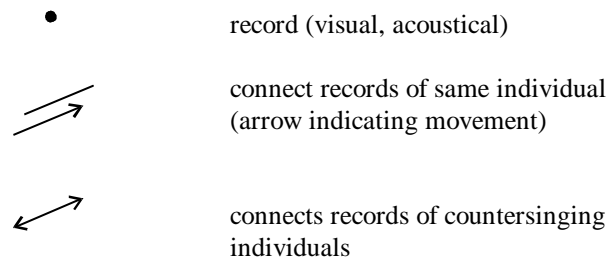 record (visual, acoustical)
connect records of same individual
(arrow indicating movement)
connects records of countersinging
individuals